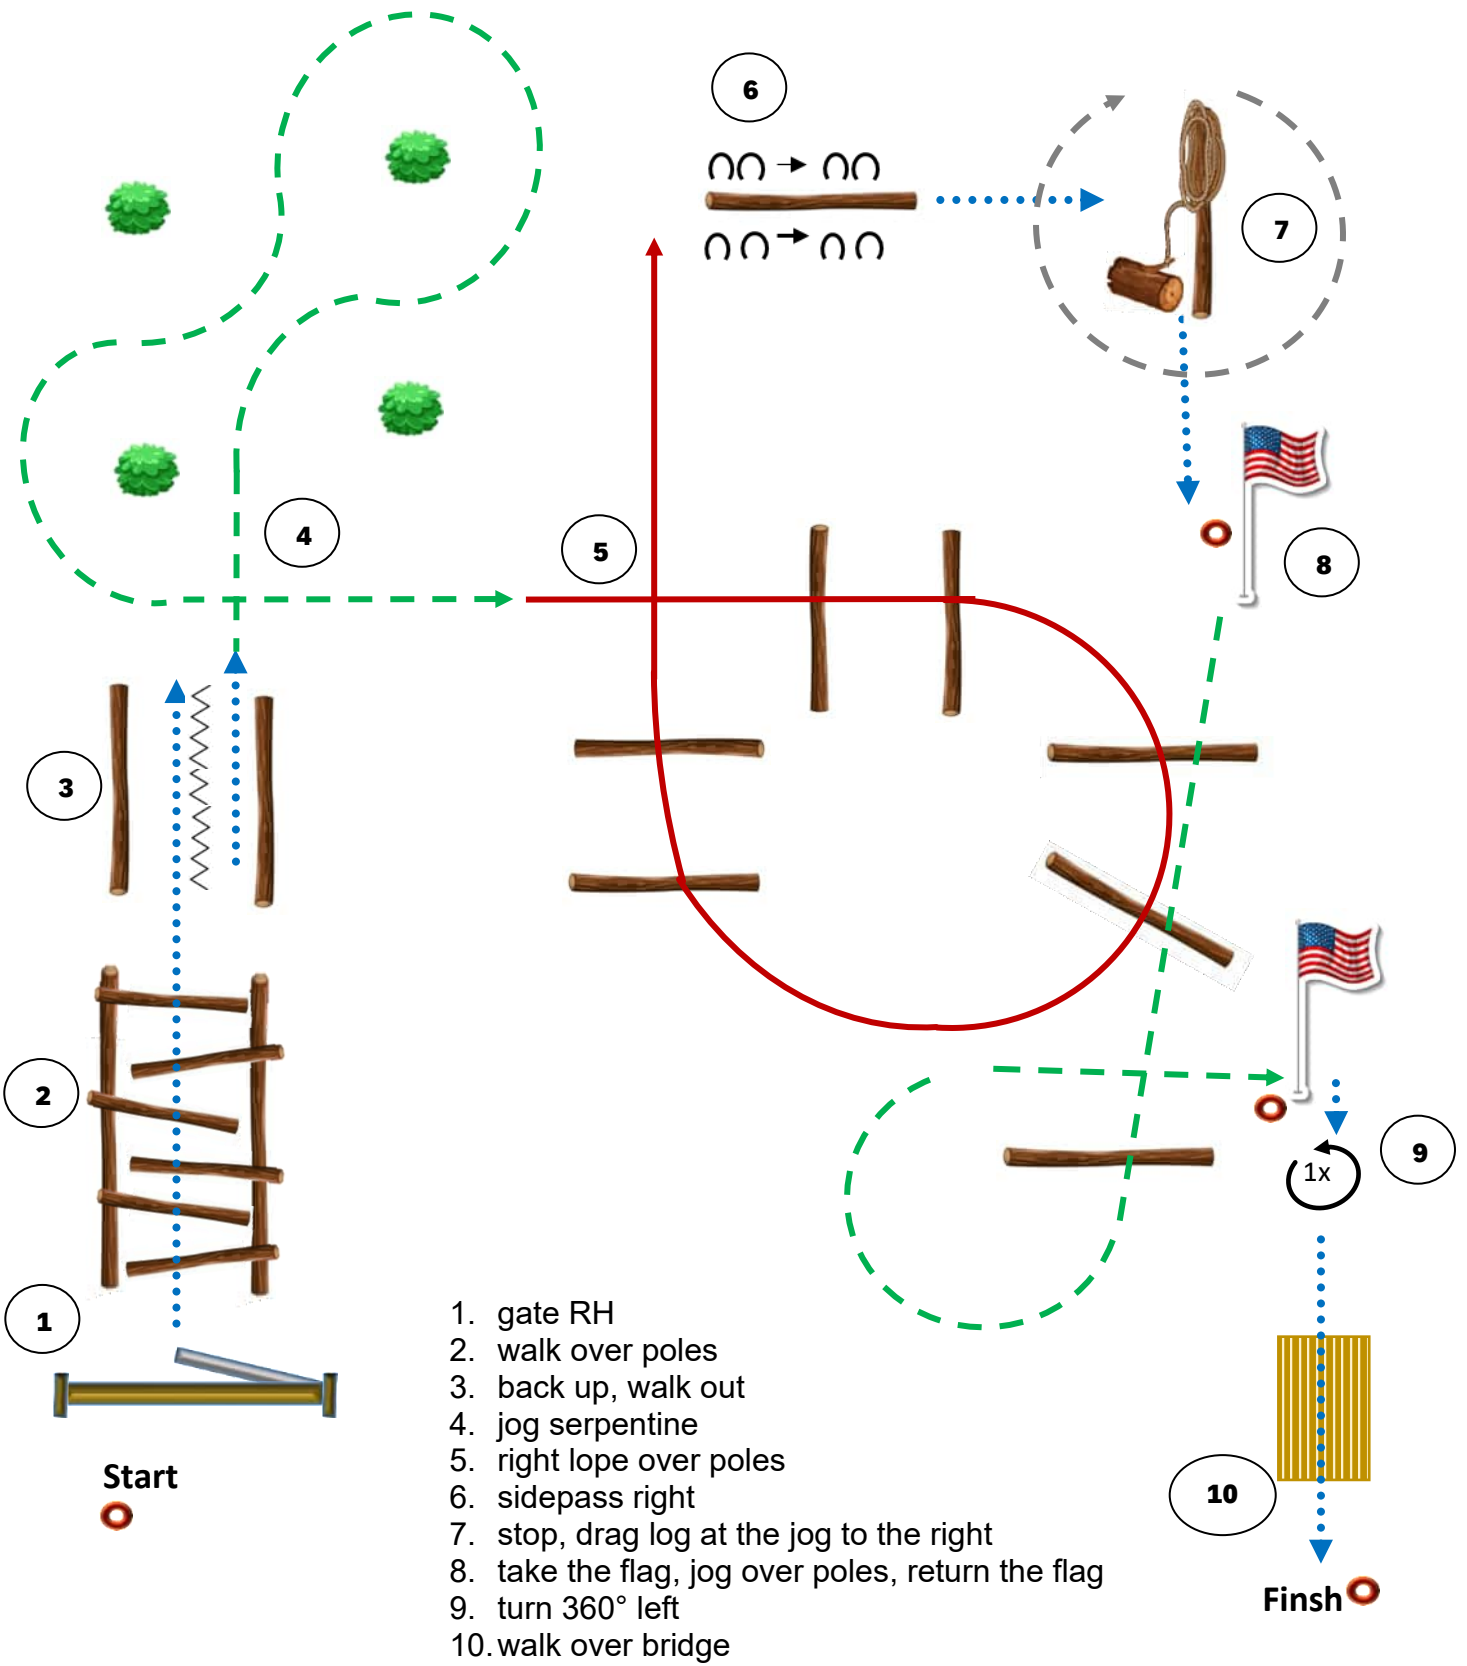 6
7
8
5
4
3
2
1
9
1x
10
Start
Finsh
1. gate RH
2. walk over poles
3. back up, walk out
4. jog serpentine
5. right lope over poles
6. sidepass right
7. stop, drag log at the jog to the right
8. take the flag, jog over poles, return the flag
9. turn 360° left
10. walk over bridge